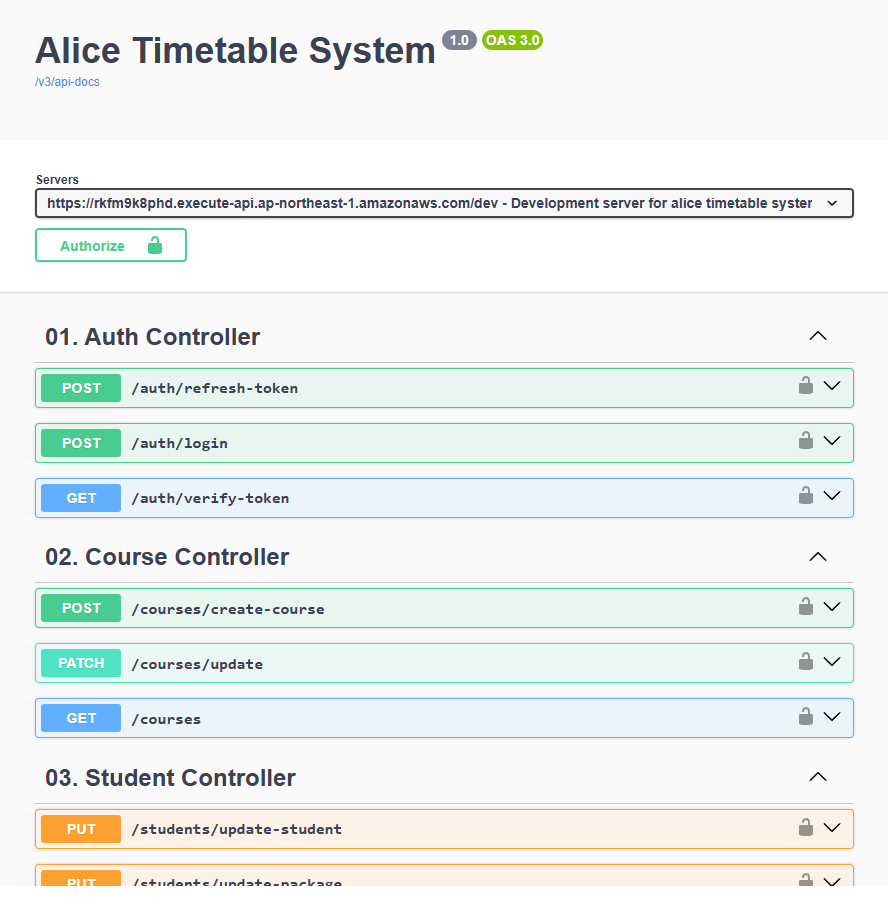 Alice Timetable System 1.0 OAS 3.0
/v3/api-docs
Servers
https://rkfm9k8phd.execute-api.ap-northeast-1.amazonaws.com/dev - Development server for alice timetable syster
Authorize
01. Auth Controller
POST /auth/refresh-token
POST /auth/login
GET /auth/verify-token
02. Course Controller
POST /courses/create-course
PATCH /courses/update
GET /courses
03. Student Controller
PUT /students/update-student
PUT /students/update-package